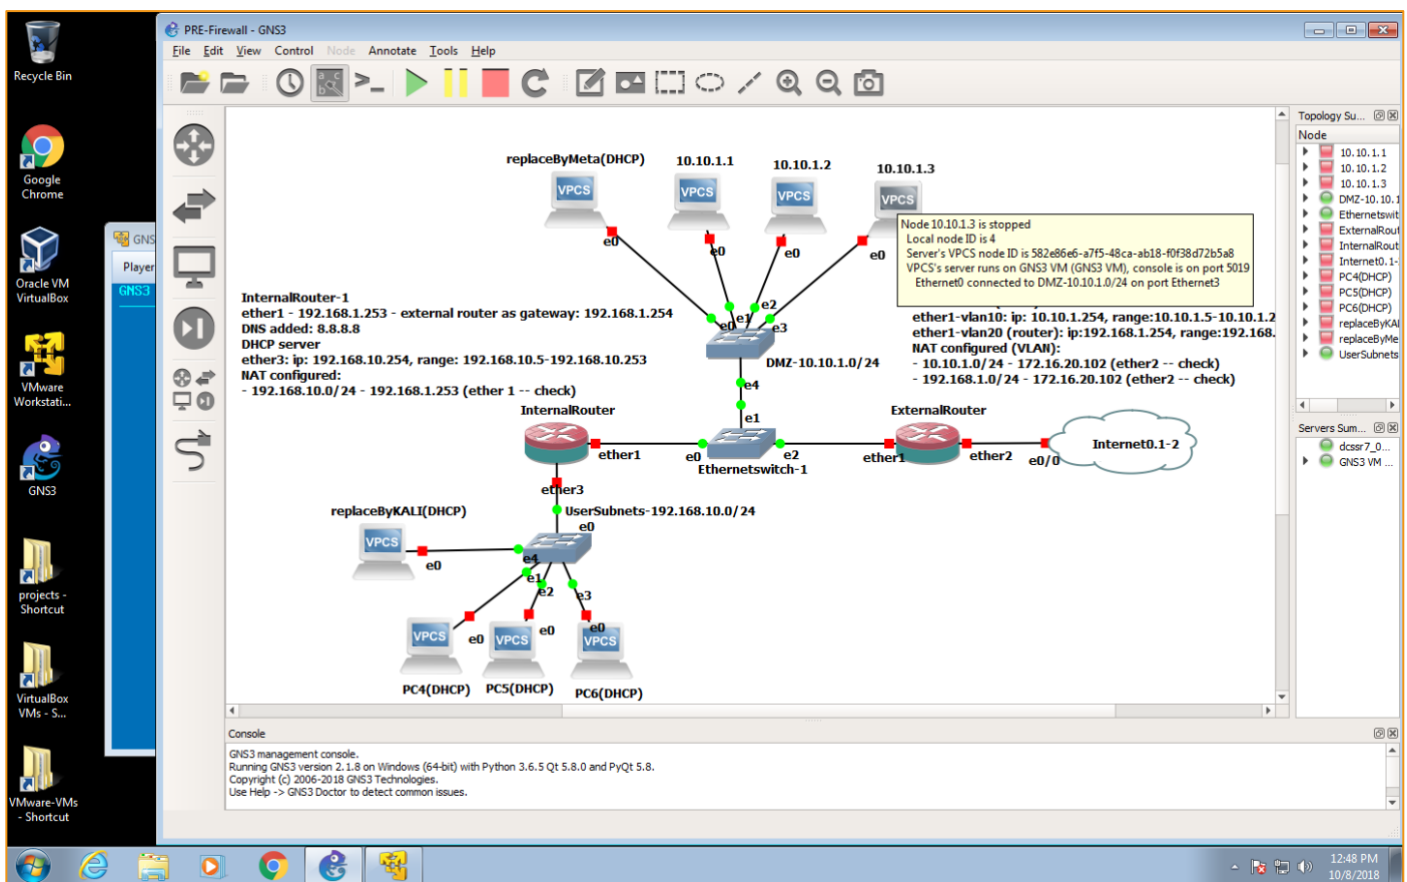 PRE-Firewall - GNS3
File Edit View Control Node Annotate Tools Help
Recycle Bin
Google
Chrome
Oracle VM
VirtualBox
VMware
Workstati...
GNS3
projects -
Shortcut
VirtualBox
VMs - S...
VMware-VMs
- Shortcut
GNS
Player
GNS3
replaceByMeta(DHCP)
10.10.1.1
10.10.1.2
10.10.1.3
VPCS
VPCS
VPCS
VPCS
e0
e0
e0
e0
Node 10.10.1.3 is stopped
Local node ID is 4
Server's VPCS node ID is 582e86e6-a7f5-48ca-ab18-f0f38d72b5a8
VPCS's server runs on GNS3 VM (GNS3 VM), console is on port 5019
Ethernet0 connected to DMZ-10.10.1.0/24 on port Ethernet3
InternalRouter-1
ether1 - 192.168.1.253 - external router as gateway: 192.168.1.254
DNS added: 8.8.8.8
DHCP server
ether3: ip: 192.168.10.254, range: 192.168.10.5-192.168.10.253
NAT configured:
- 192.168.10.0/24 - 192.168.1.253 (ether 1 -- check)
ether1-vlan10: ip: 10.10.1.254, range:10.10.1.5-10.10.1.2
ether1-vlan20 (router): ip:192.168.1.254, range:192.168.
NAT configured (VLAN):
- 10.10.1.0/24 - 172.16.20.102 (ether2 -- check)
- 192.168.1.0/24 - 172.16.20.102 (ether2 -- check)
e0
e1
e2
e3
DMZ-10.10.1.0/24
e4
e1
InternalRouter
ExternalRouter
ether1
e0
e2
ether1
ether2
e0/0
Internet0.1-2
Ethernetswitch-1
ether3
UserSubnets-192.168.10.0/24
e0
replaceByKALI(DHCP)
VPCS
e0
e4
e1
e2
e3
e0
e0
e0
VPCS
VPCS
VPCS
PC4(DHCP)
PC5(DHCP)
PC6(DHCP)
Topology Su...
Node
10.10.1.1
10.10.1.2
10.10.1.3
DMZ-10.10.1
Ethernetswit
ExternalRout
InternalRout
Internet0.1-
PC4(DHCP)
PC5(DHCP)
PC6(DHCP)
replaceByKAL
replaceByMe
UserSubnets
Servers Sum...
dcssr7_0...
GNS3 VM ...
Console
GNS3 management console.
Running GNS3 version 2.1.8 on Windows (64-bit) with Python 3.6.5 Qt 5.8.0 and PyQt 5.8.
Copyright (c) 2006-2018 GNS3 Technologies.
Use Help -> GNS3 Doctor to detect common issues.
12:48 PM
10/8/2018